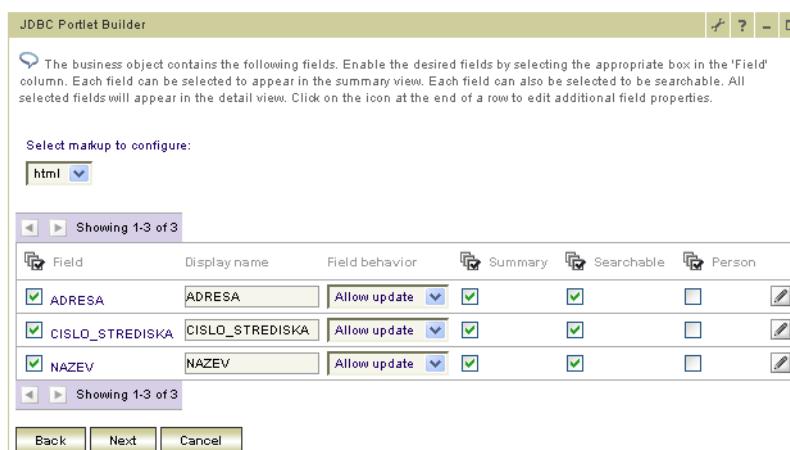 JDBC Portlet Builder
The business object contains the following fields. Enable the desired fields by selecting the appropriate box in the 'Field'
column. Each field can be selected to appear in the summary view. Each field can also be selected to be searchable. All
selected fields will appear in the detail view. Click on the icon at the end of a row to edit additional field properties.
Select markup to configure:
html
Showing 1-3 of 3
Field Display name Field behavior Summary Searchable Person
ADRESA ADRESA Allow update
CISLO_STREDISKA CISLO_STREDISKA Allow update
NAZEV NAZEV Allow update
Showing 1-3 of 3
Back Next Cancel